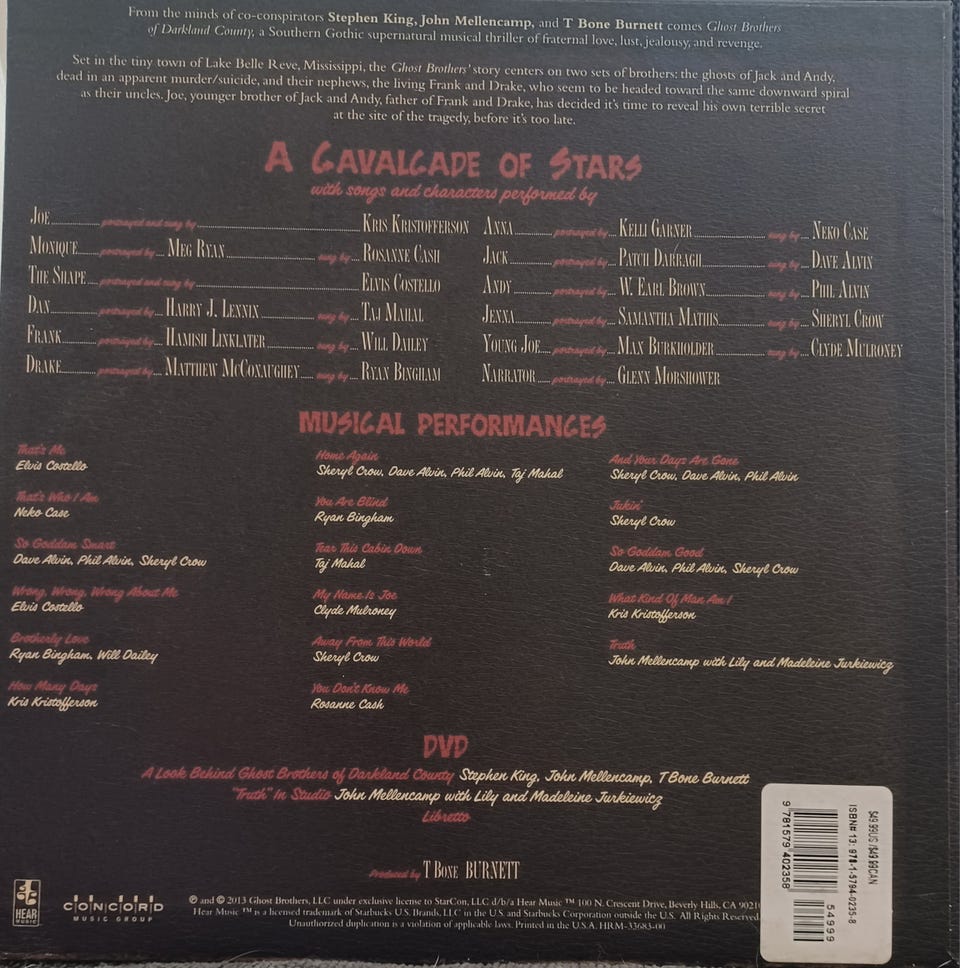 From the minds of co-conspirators Stephen King, John Mellencamp, and T Bone Burnett comes Ghost Brothers
of Darkland County, a Southern Gothic supernatural musical thriller of fraternal love, lust, jealousy, and revenge.
Set in the tiny town of Lake Belle Reve, Mississippi, the Ghost Brothers' story centers on two sets of brothers: the ghosts of Jack and Andy,
dead in an apparent murder/suicide, and their nephews, the living Frank and Drake, who seem to be headed toward the same downward spiral
as their uncles. Joe, younger brother of Jack and Andy, father of Frank and Drake, has decided it's time to reveal his own terrible secret
at the site of the tragedy, before it's too late.
A CAVALCADE OF STARS
with songs and characters performed by
JOE portrayed and sung by KRIS KRISTOFFERSON
MONIQUE portrayed by MEG RYAN sung by ROSANNE CASH
THE SHAPE portrayed and sung by ELVIS COSTELLO
DAN portrayed by HARRY J. LENNIX sung by TAJ MAHAL
FRANK portrayed by HAMISH LINKLATER sung by WILL DAILEY
DRAKE portrayed by MATTHEW MCCONAUGHEY sung by RYAN BINGHAM
ANNA portrayed by KELLI GARNER sung by NEKO CASE
JACK portrayed by PATCH DARRAGH sung by DAVE ALVIN
ANDY portrayed by W. EARL BROWN sung by PHIL ALVIN
JENNA portrayed by SAMANTHA MATHIS sung by SHERYL CROW
YOUNG JOE portrayed by MAX BURKHOLDER sung by CLYDE MULRONEY
NARRATOR portrayed by GLENN MORSHOWER
MUSICAL PERFORMANCES
That's Me
Elvis Costello
That's Who I Am
Neko Case
So Goddam Smart
Dave Alvin, Phil Alvin, Sheryl Crow
Wrong, Wrong, Wrong About Me
Elvis Costello
Brotherly Love
Ryan Bingham, Will Dailey
How Many Days
Kris Kristofferson
Home Again
Sheryl Crow, Dave Alvin, Phil Alvin, Taj Mahal
You Are Blind
Ryan Bingham
Tear This Cabin Down
Taj Mahal
My Name Is Joe
Clyde Mulroney
Away From This World
Sheryl Crow
You Don't Know Me
Rosanne Cash
And Your Days Are Gone
Sheryl Crow, Dave Alvin, Phil Alvin
Jukin'
Sheryl Crow
So Goddam Good
Dave Alvin, Phil Alvin, Sheryl Crow
What Kind Of Man Am I
Kris Kristofferson
Truth
John Mellencamp with Lily and Madeleine Jurkiewicz
DVD
A Look Behind Ghost Brothers of Darkland County Stephen King, John Mellencamp, T Bone Burnett
"Truth" In Studio John Mellencamp with Lily and Madeleine Jurkiewicz
Libretto
Produced by T BONE BURNETT
HEAR MUSIC
CONCORD
MUSIC GROUP
℗ and © 2013 Ghost Brothers, LLC under exclusive license to StarCon, LLC d/b/a Hear Music ™ 100 N. Crescent Drive, Beverly Hills, CA 90210
Hear Music ™ is a licensed trademark of Starbucks U.S. Brands, LLC in the U.S. and Starbucks Corporation outside the U.S. All Rights Reserved.
Unauthorized duplication is a violation of applicable laws. Printed in the U.S.A. HRM-33683-00
$49.99US/$49.99CAN
ISBN# 13: 978-1-5794-0235-8
9 781579 402358
54999